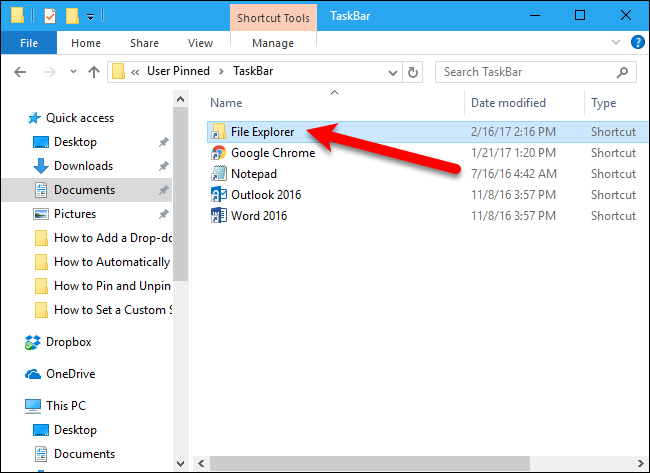 Shortcut Tools
TaskBar
File
Home
Share
View
Manage
« User Pinned
TaskBar
Search TaskBar
Name
Date modified
Type
Quick access
Desktop
Downloads
Documents
Pictures
How to Add a Drop-do
How to Automatically
How to Pin and Unpin
How to Set a Custom S
Dropbox
OneDrive
This PC
Desktop
Documents
File Explorer 2/16/17 2:16 PM Shortcut
Google Chrome 1/21/17 1:20 PM Shortcut
Notepad 7/16/16 4:42 AM Shortcut
Outlook 2016 11/8/16 3:57 PM Shortcut
Word 2016 11/8/16 3:57 PM Shortcut